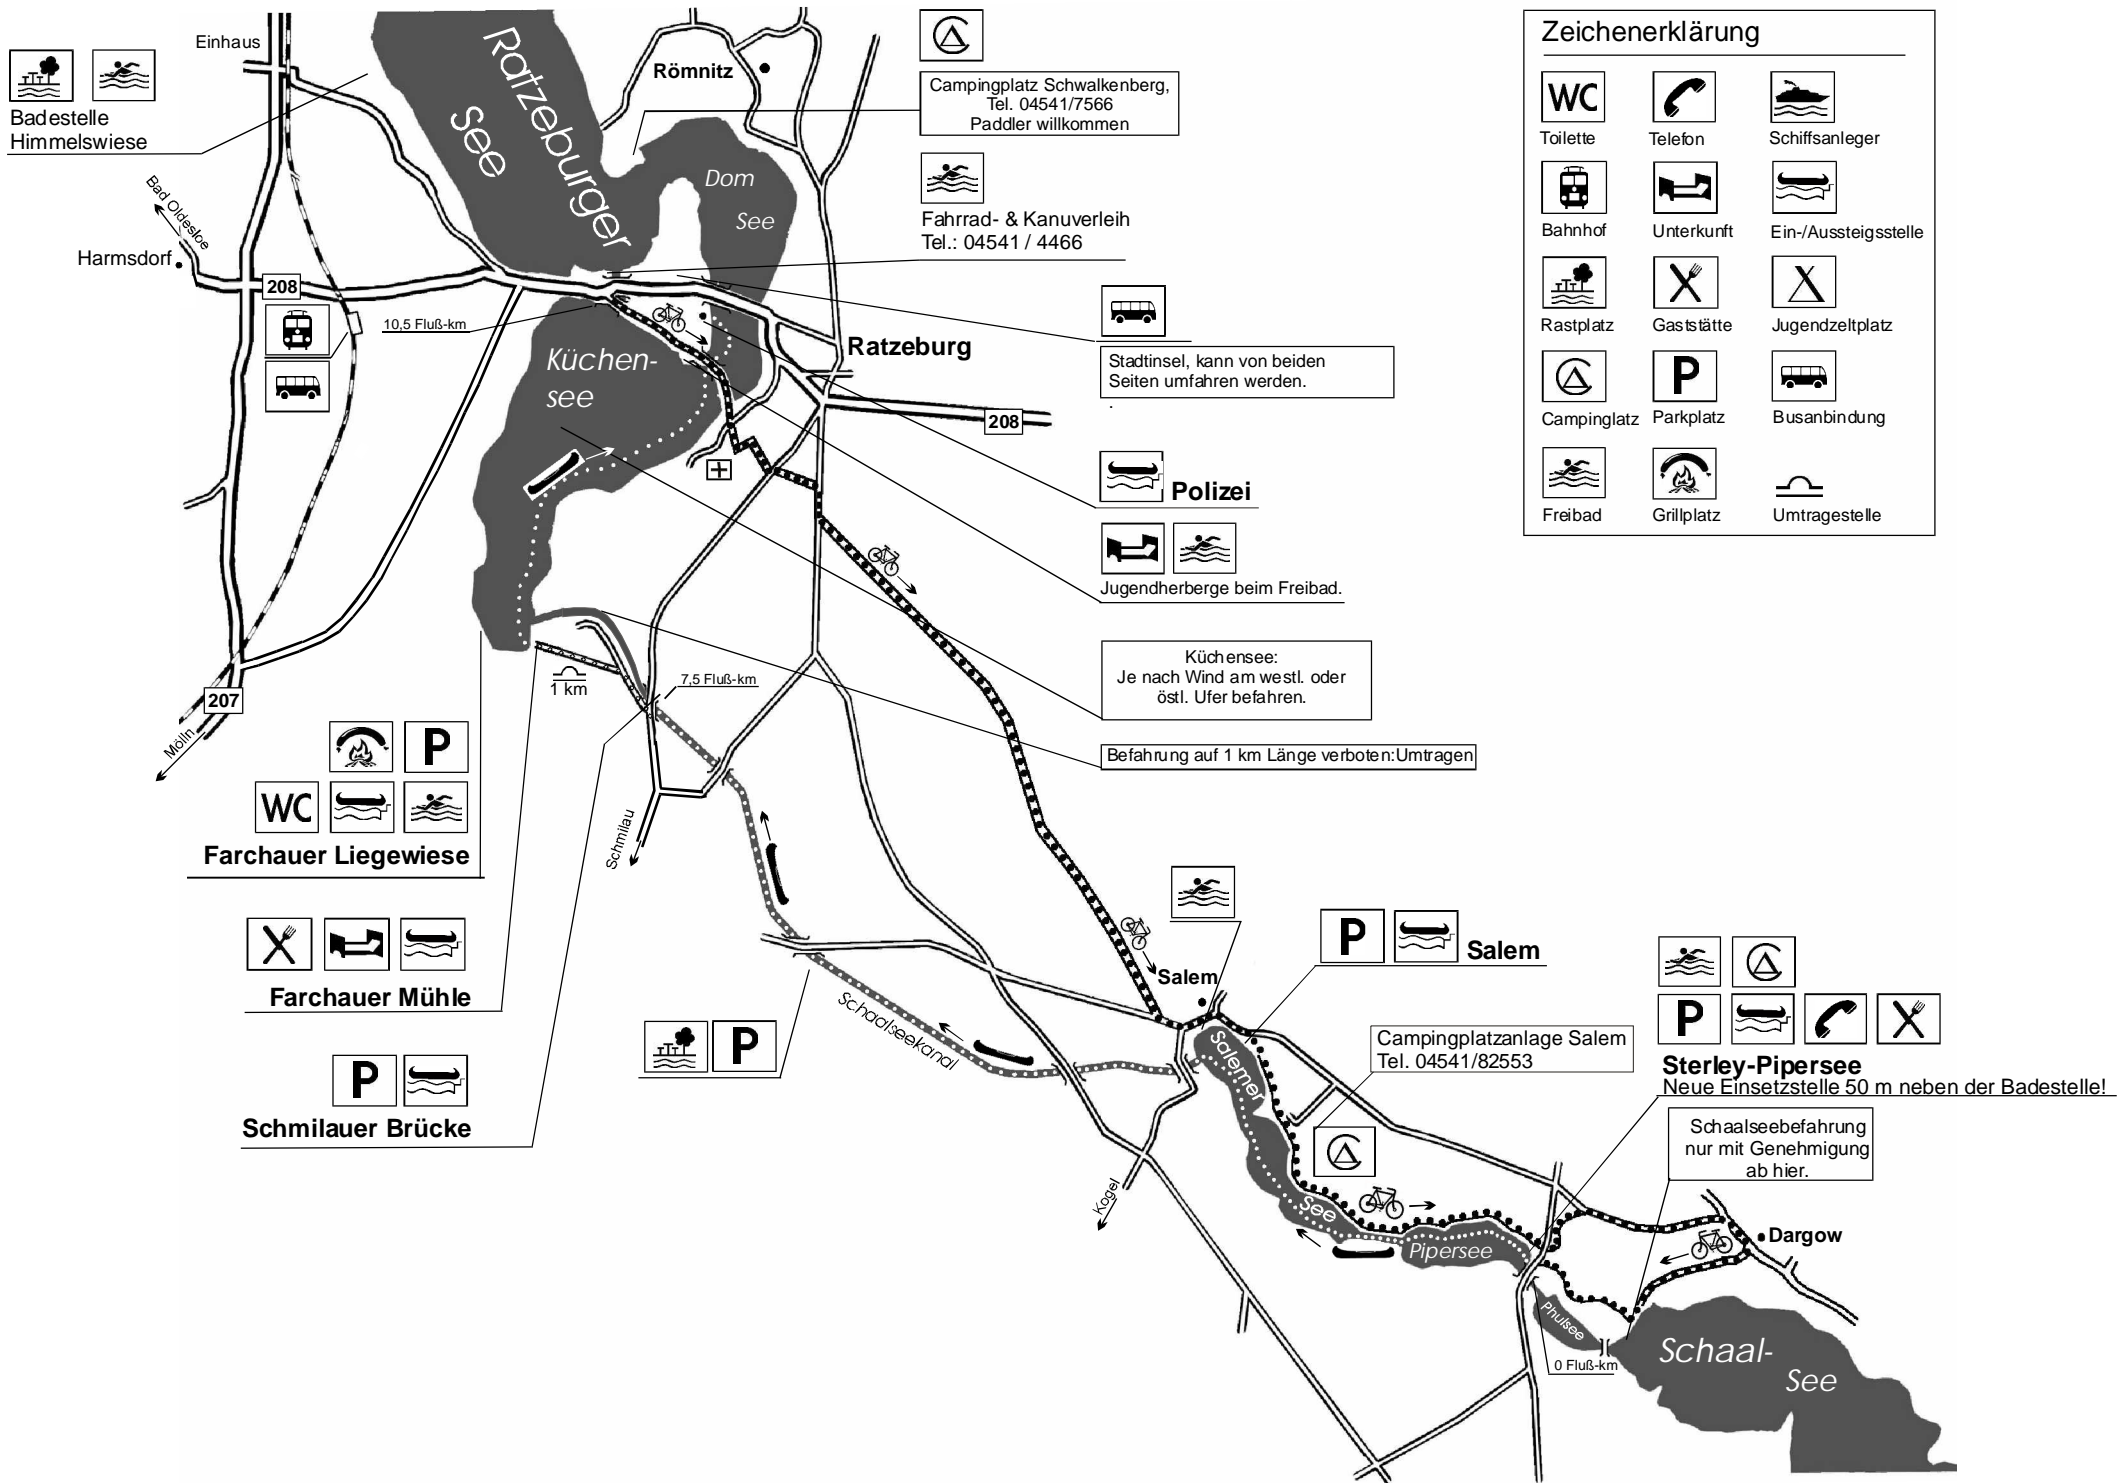 Einhaus
Badestelle
Himmelswiese
Bad Oldesloe
Harmsdorf
208
10,5 Fluß-km
Ratzeburger
See
Römnitz
Dom
See
Campingplatz Schwalkenberg,
Tel. 04541/7566
Paddler willkommen
Fahrrad- & Kanuverleih
Tel.: 04541 / 4466
Stadtinsel, kann von beiden
Seiten umfahren werden.
.
Ratzeburg
Küchen-
see
208
Polizei
Jugendherberge beim Freibad.
Küchensee:
Je nach Wind am westl. oder
östl. Ufer befahren.
Befahrung auf 1 km Länge verboten:Umtragen
1 km
7,5 Fluß-km
207
Mölln
P
WC
Farchauer Liegewiese
Schmilau
Farchauer Mühle
P
Schmilauer Brücke
P
Schaalseekanal
Salem
P
Salem
Salemer
See
Campingplatzanlage Salem
Tel. 04541/82553
Kogel
Pipersee
P
Sterley-Pipersee
Neue Einsetzstelle 50 m neben der Badestelle!
Schaalseebefahrung
nur mit Genehmigung
ab hier.
Dargow
Phulsee
0 Fluß-km
Schaal-
See
Zeichenerklärung
WC
Toilette
Telefon
Schiffsanleger
Bahnhof
Unterkunft
Ein-/Aussteigsstelle
Rastplatz
Gaststätte
Jugendzeltplatz
P
Campinglatz
Parkplatz
Busanbindung
Freibad
Grillplatz
Umtragestelle